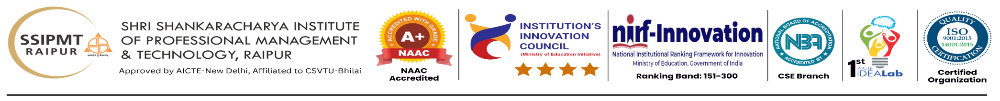 SSIPMT
RAIPUR
SHRI SHANKARACHARYA INSTITUTE
OF PROFESSIONAL MANAGEMENT
& TECHNOLOGY, RAIPUR
Approved by AICTE-New Delhi, Affiliated to CSVTU-Bhilai
ACCREDITED WITH GRADE
A+
NAAC
NAAC
Accredited
INSTITUTION'S
INNOVATION
COUNCIL
(Ministry of Education Initiative)
nirf-Innovation
National Institutional Ranking Framework for Innovation
Ministry of Education, Government of India
Ranking Band: 151-300
NATIONAL BOARD OF ACCREDITATION
NBA
ACCREDITED BY
CSE Branch
1st
AICTE
IDEALab
QUALITY
ISO
9001:2015
14001:2015
CERTIFICATION
Certified
Organization